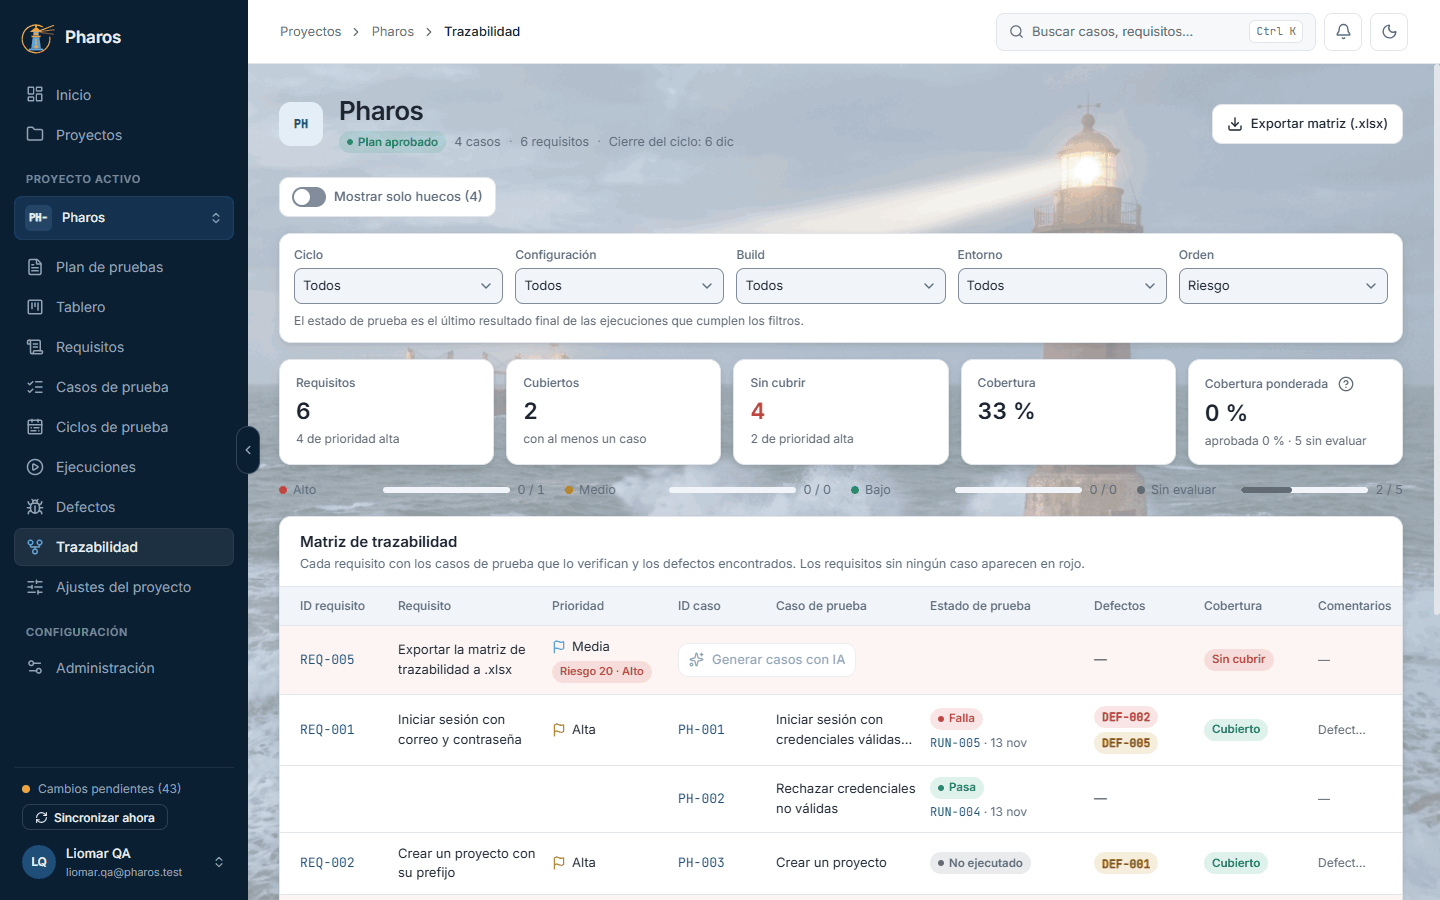 Pharos
Inicio
Proyectos
PROYECTO ACTIVO
PH- Pharos
Plan de pruebas
Tablero
Requisitos
Casos de prueba
Ciclos de prueba
Ejecuciones
Defectos
Trazabilidad
Ajustes del proyecto
CONFIGURACIÓN
Administración
Cambios pendientes (43)
Sincronizar ahora
LQ
Liomar QA
liomar.qa@pharos.test
Proyectos > Pharos > Trazabilidad
Buscar casos, requisitos... Ctrl K
PH
Pharos
Plan aprobado 4 casos · 6 requisitos · Cierre del ciclo: 6 dic
Exportar matriz (.xlsx)
Mostrar solo huecos (4)
Ciclo Configuración Build Entorno Orden
Todos Todos Todos Todos Riesgo
El estado de prueba es el último resultado final de las ejecuciones que cumplen los filtros.
Requisitos
6
4 de prioridad alta
Cubiertos
2
con al menos un caso
Sin cubrir
4
2 de prioridad alta
Cobertura
33 %
Cobertura ponderada ?
0 %
aprobada 0 % · 5 sin evaluar
Alto 0 / 1 Medio 0 / 0 Bajo 0 / 0 Sin evaluar 2 / 5
Matriz de trazabilidad
Cada requisito con los casos de prueba que lo verifican y los defectos encontrados. Los requisitos sin ningún caso aparecen en rojo.
ID requisito Requisito Prioridad ID caso Caso de prueba Estado de prueba Defectos Cobertura Comentarios
REQ-005
Exportar la matriz de
trazabilidad a .xlsx
Media
Riesgo 20 · Alto
Generar casos con IA
—
Sin cubrir
—
REQ-001
Iniciar sesión con
correo y contraseña
Alta
PH-001
Iniciar sesión con
credenciales válidas...
Falla
RUN-005 · 13 nov
DEF-002
DEF-005
Cubierto
Defect...
PH-002
Rechazar credenciales
no válidas
Pasa
RUN-004 · 13 nov
—
—
REQ-002
Crear un proyecto con
su prefijo
Alta
PH-003
Crear un proyecto
No ejecutado
DEF-001
Cubierto
Defect...